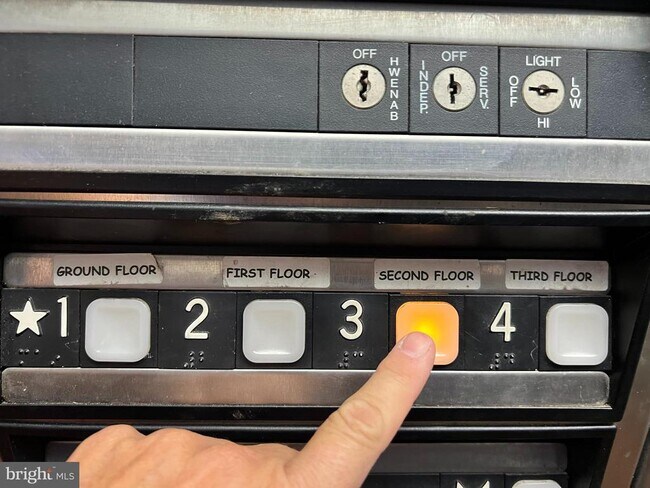 OFF
HWENAB
OFF
INDEP.
SERV.
LIGHT
OFF
LOW
HI
GROUND FLOOR
FIRST FLOOR
SECOND FLOOR
THIRD FLOOR
★1
2
3
4
bright MLS